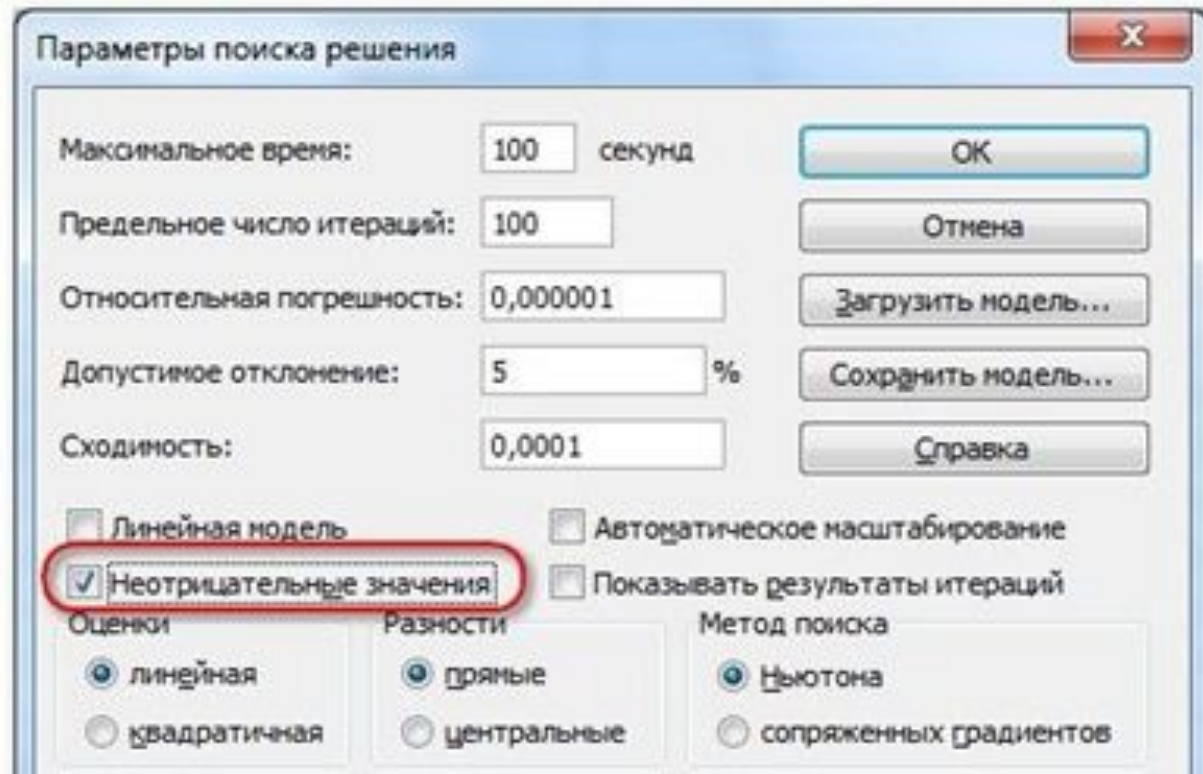 Параметры поиска решения
Максимальное время: 100 секунд
OK
Предельное число итераций: 100
Отмена
Относительная погрешность: 0,000001
Загрузить модель...
Допустимое отклонение: 5 %
Сохранить модель...
Сходимость: 0,0001
Справка
Линейная модель
Автоматическое масштабирование
Неотрицательные значения
Показывать результаты итераций
Оценки
Разности
Метод поиска
линейная
прямые
Ньютона
квадратичная
центральные
сопряженных градиентов